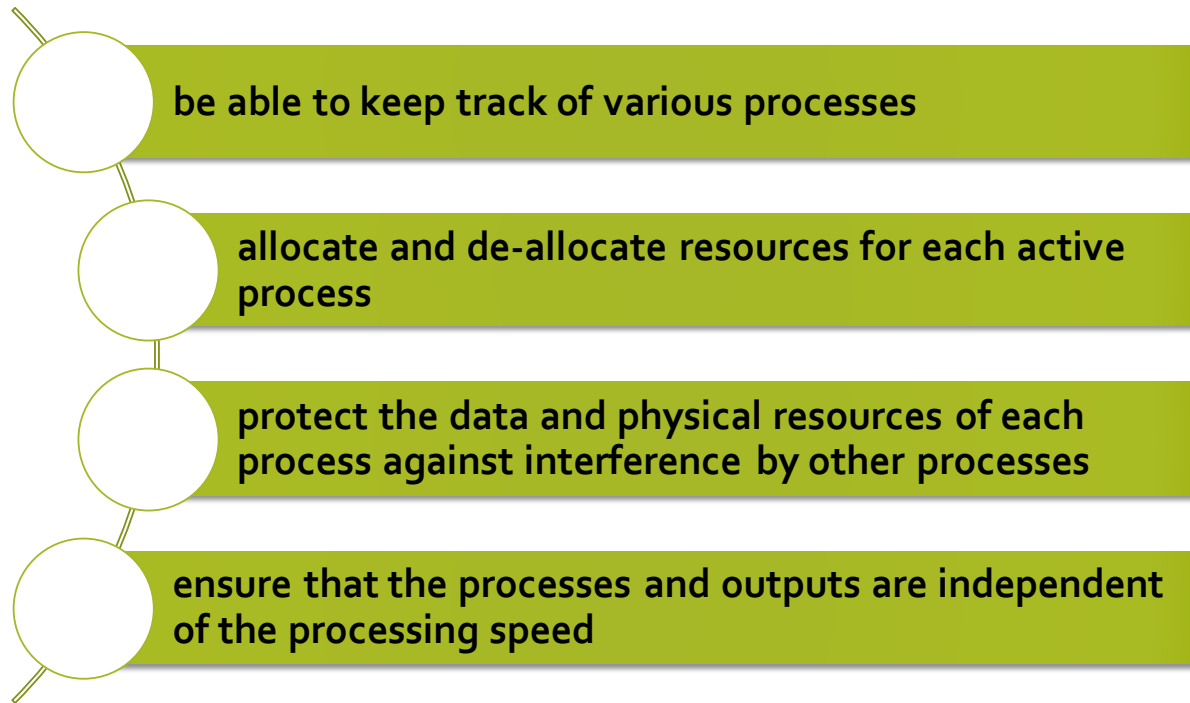 be able to keep track of various processes
allocate and de-allocate resources for each active
process
protect the data and physical resources of each
process against interference by other processes
ensure that the processes and outputs are independent
of the processing speed